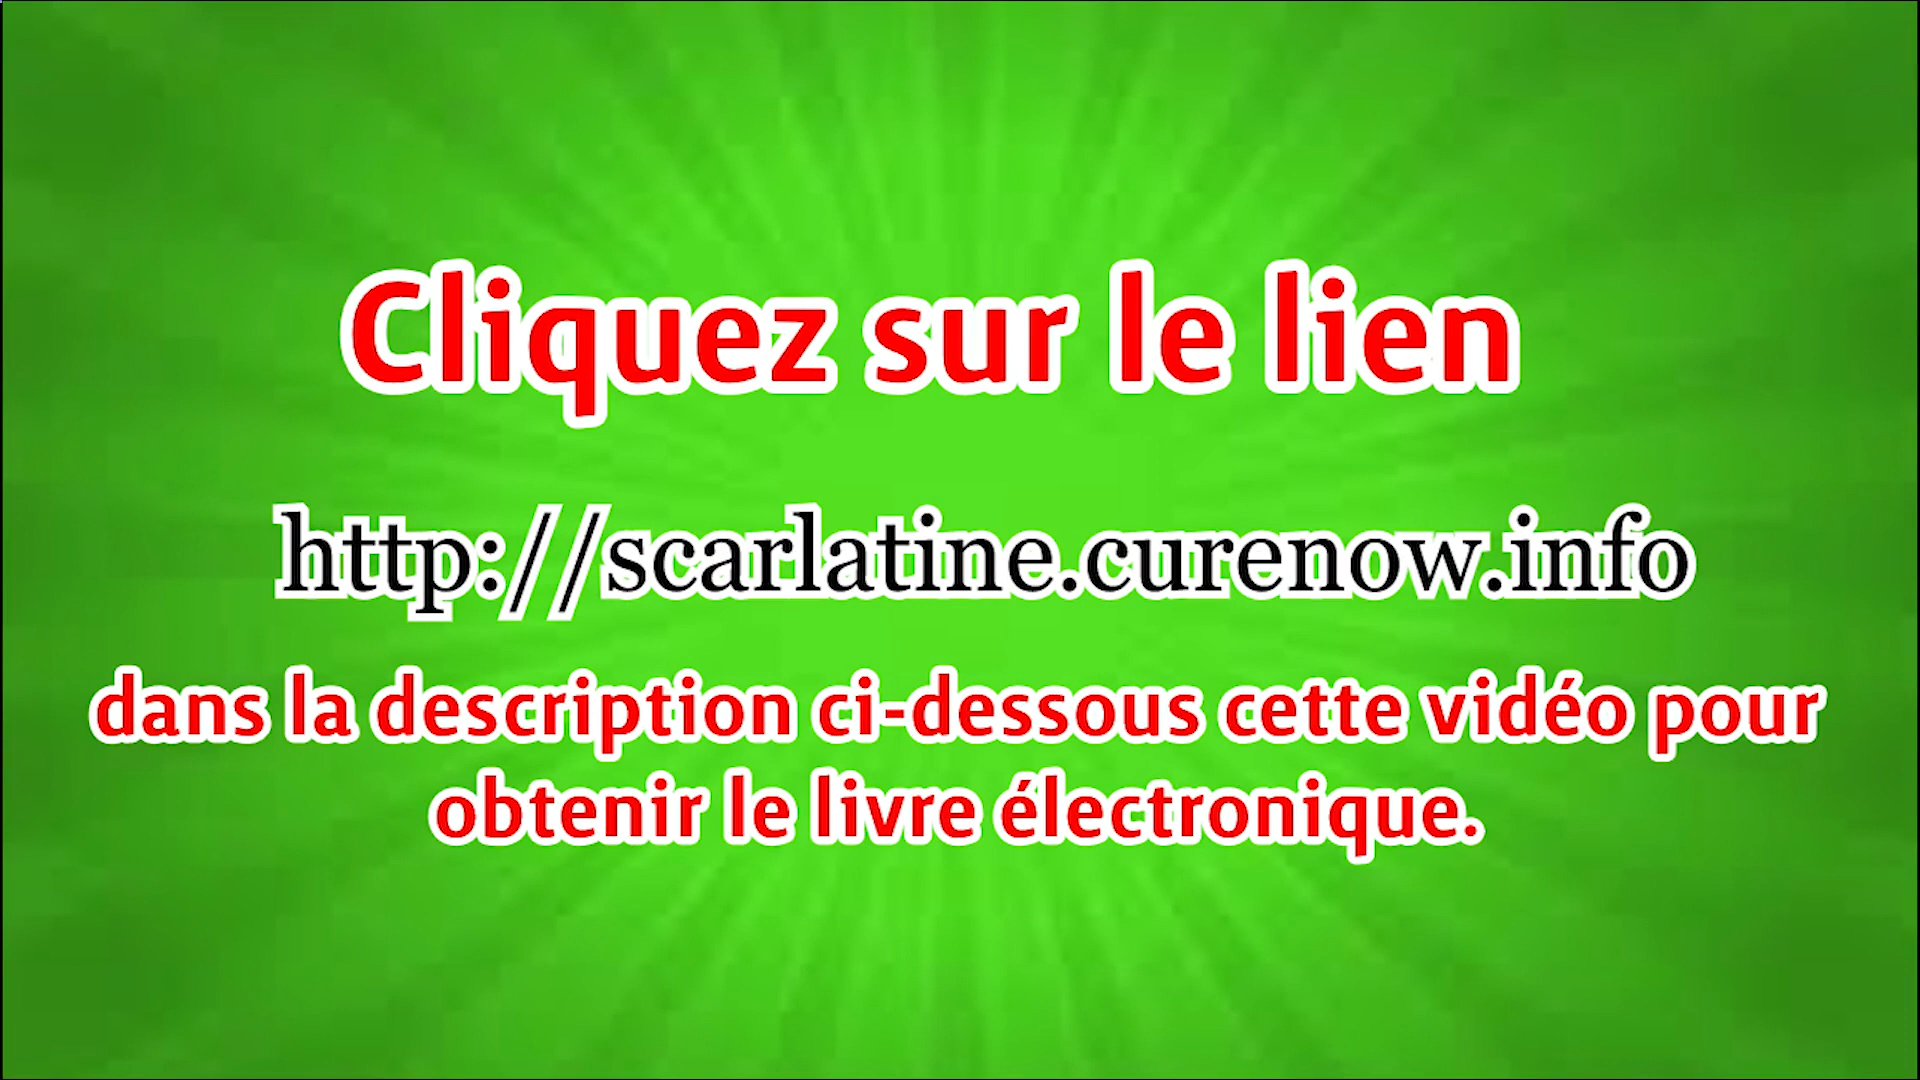 Cliquez sur le lien
http://scarlatine.curenow.info
dans la description ci-dessous cette vidéo pour
obtenir le livre électronique.